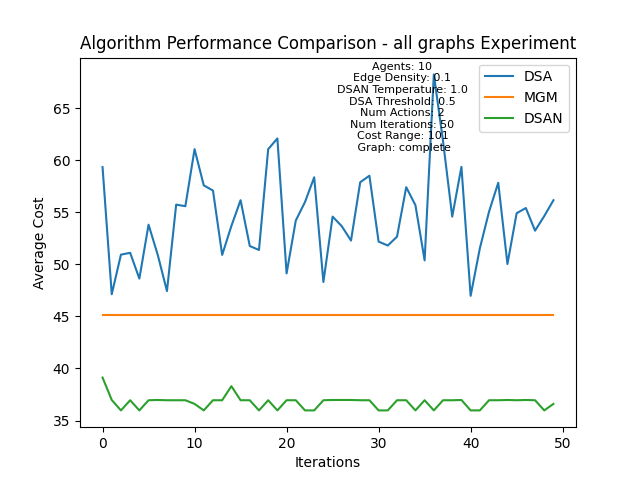 Algorithm Performance Comparison - all graphs Experiment
Agents: 10
Edge Density: 0.1
DSAN Temperature: 1.0
DSA Threshold: 0.5
Num Actions: 2
Num Iterations: 50
Cost Range: 101
Graph: complete
DSA
MGM
DSAN
Average Cost
65
60
55
50
45
40
35
0
10
20
30
40
50
Iterations